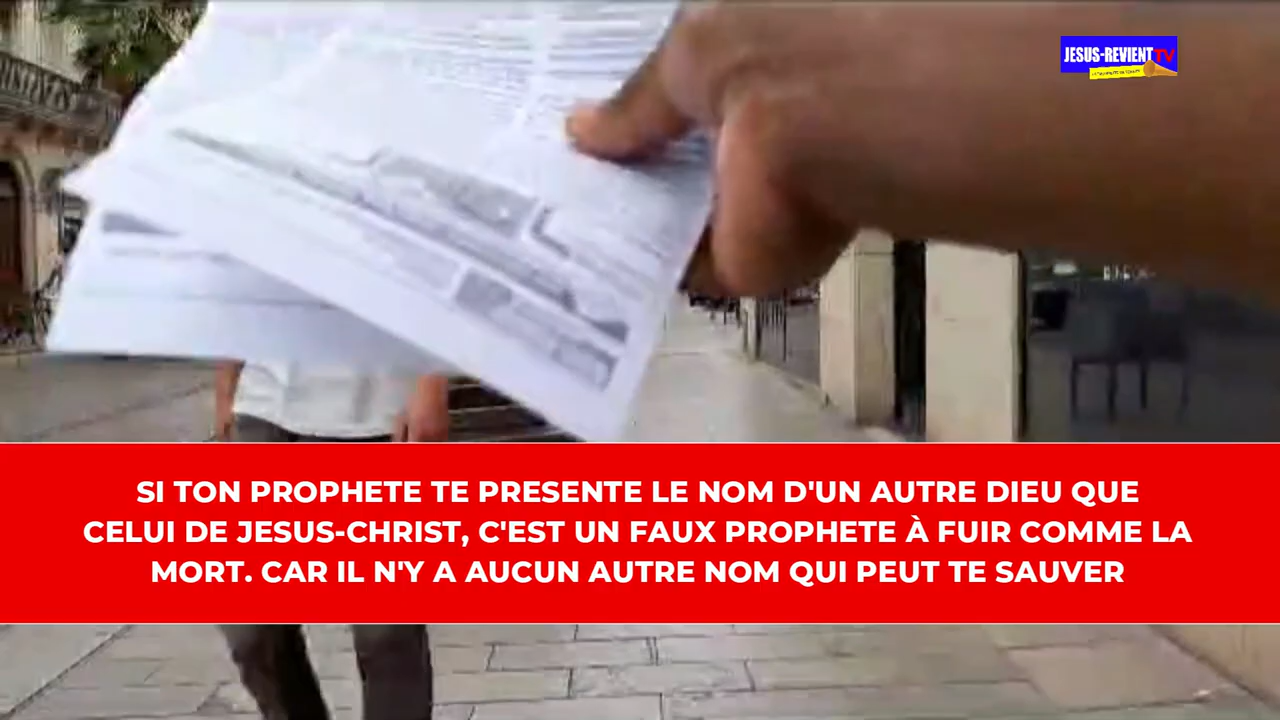 JESUS-REVIENT TV
SI TON PROPHETE TE PRESENTE LE NOM D'UN AUTRE DIEU QUE
CELUI DE JESUS-CHRIST, C'EST UN FAUX PROPHETE À FUIR COMME LA
MORT. CAR IL N'Y A AUCUN AUTRE NOM QUI PEUT TE SAUVER